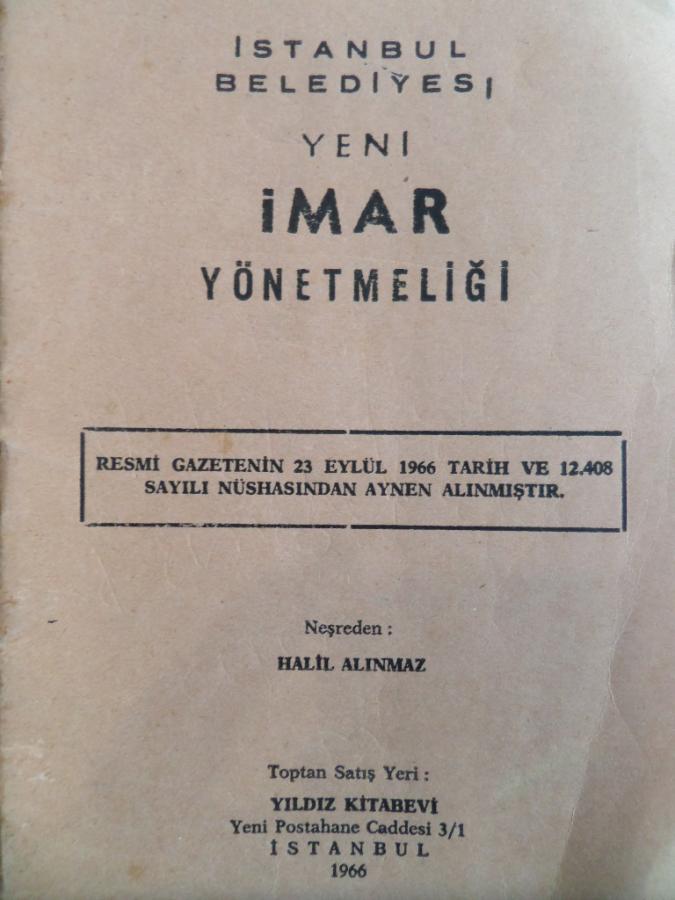 İSTANBUL
BELEDİYESİ
YENİ
İMAR
YÖNETMELİĞİ
RESMİ GAZETENİN 23 EYLÜL 1966 TARİH VE 12.408
SAYILI NÜSHASINDAN AYNEN ALINMIŞTIR.
Neşreden :
HALİL ALINMAZ
Toptan Satış Yeri :
YILDIZ KİTABEVİ
Yeni Postahane Caddesi 3/1
İSTANBUL
1966